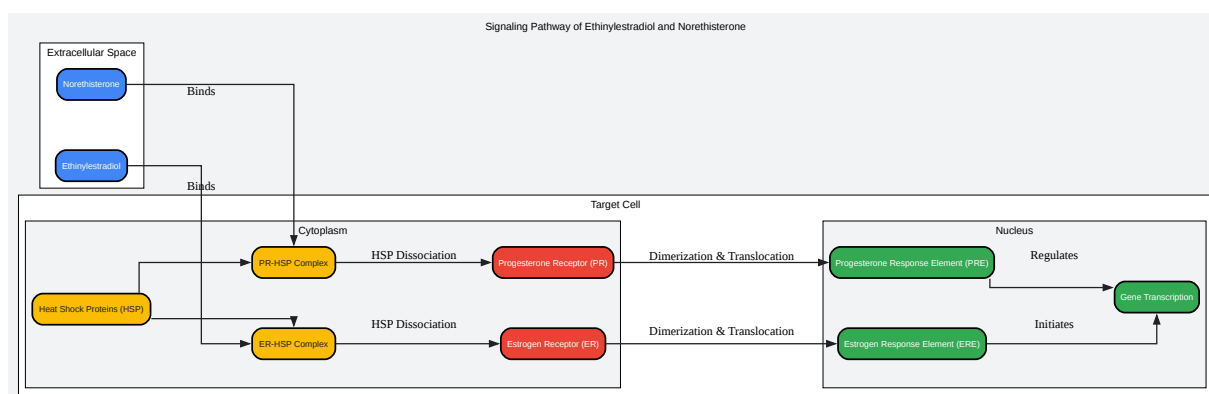 Signaling Pathway of Ethinylestradiol and Norethisterone
Extracellular Space
Norethisterone
Binds
Ethinylestradiol
Binds
Target Cell
Cytoplasm
Nucleus
PR-HSP Complex
HSP Dissociation
Progesterone Receptor (PR)
Dimerization & Translocation
Progesterone Response Element (PRE)
Regulates
Heat Shock Proteins (HSP)
Gene Transcription
ER-HSP Complex
HSP Dissociation
Estrogen Receptor (ER)
Dimerization & Translocation
Estrogen Response Element (ERE)
Initiates